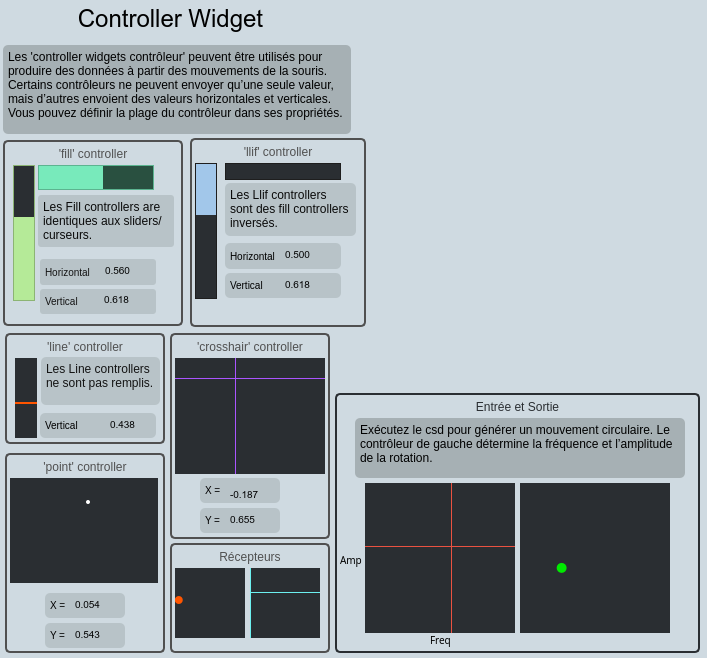 Controller Widget
Les 'controller widgets contrôleur' peuvent être utilisés pour
produire des données à partir des mouvements de la souris.
Certains contrôleurs ne peuvent envoyer qu’une seule valeur,
mais d’autres envoient des valeurs horizontales et verticales.
Vous pouvez définir la plage du contrôleur dans ses propriétés.
'fill' controller
Les Fill controllers are
identiques aux sliders/
curseurs.
Horizontal 0.560
Vertical 0.618
'llif' controller
Les Llif controllers
sont des fill controllers
inversés.
Horizontal 0.500
Vertical 0.618
'line' controller
Les Line controllers
ne sont pas remplis.
Vertical 0.438
'crosshair' controller
X = -0.187
Y = 0.655
'point' controller
X = 0.054
Y = 0.543
Récepteurs
Entrée et Sortie
Exécutez le csd pour générer un mouvement circulaire. Le
contrôleur de gauche détermine la fréquence et l’amplitude
de la rotation.
Amp
Freq